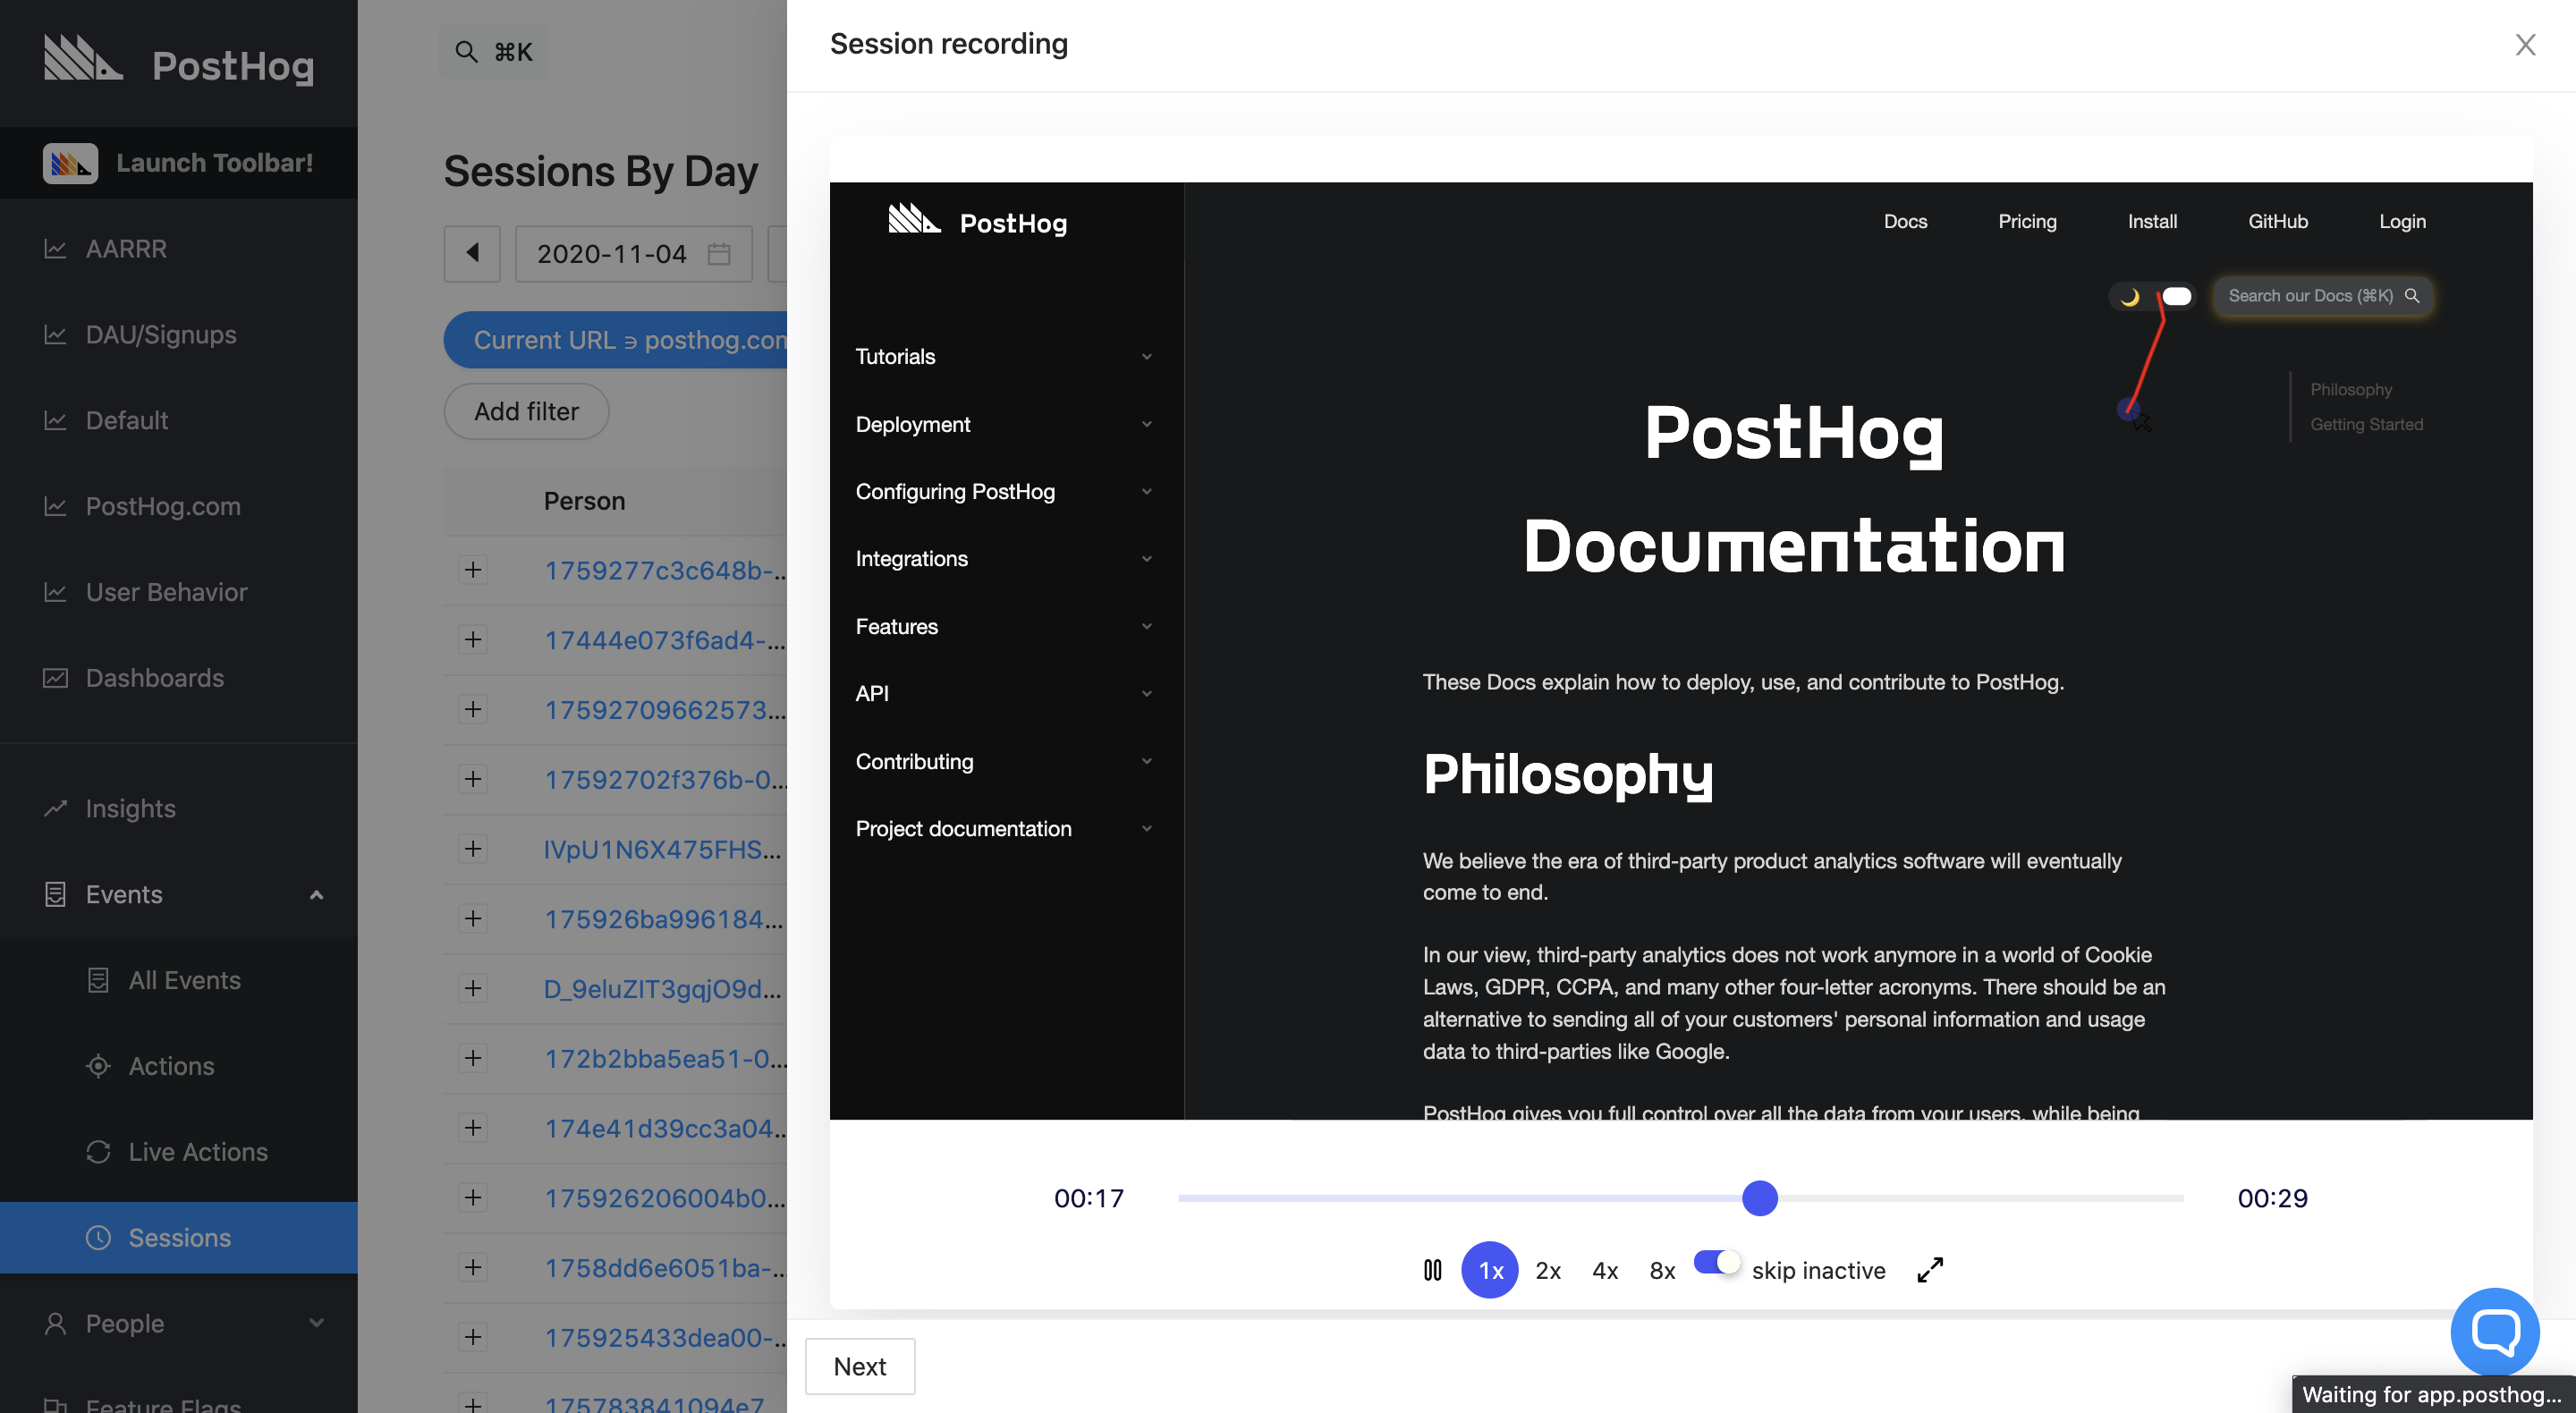 PostHog
Launch Toolbar!
AARRR
DAU/Signups
Default
PostHog.com
User Behavior
Dashboards
Insights
Events
All Events
Actions
Live Actions
Sessions
People
Feature Flags
⌘K
Sessions By Day
2020-11-04
Current URL ∋ posthog.com
Add filter
Person
1759277c3c648b-...
17444e073f6ad4-...
17592709662573...
17592702f376b-0...
IVpU1N6X475FHS...
175926ba996184...
D_9eluZIT3gqjO9d...
172b2bba5ea51-0...
174e41d39cc3a04...
175926206004b0...
1758dd6e6051ba-...
175925433dea00-...
175783841094e7
Session recording
PostHog
Docs Pricing Install GitHub Login
Search our Docs (⌘K)
Tutorials
Deployment
Configuring PostHog
Integrations
Features
API
Contributing
Project documentation
Philosophy
Getting Started
PostHog
Documentation
These Docs explain how to deploy, use, and contribute to PostHog.
Philosophy
We believe the era of third-party product analytics software will eventually
come to end.
In our view, third-party analytics does not work anymore in a world of Cookie
Laws, GDPR, CCPA, and many other four-letter acronyms. There should be an
alternative to sending all of your customers' personal information and usage
data to third-parties like Google.
PostHog gives you full control over all the data from your users, while being
00:17 00:29
1x 2x 4x 8x skip inactive
Next
Waiting for app.posthog...